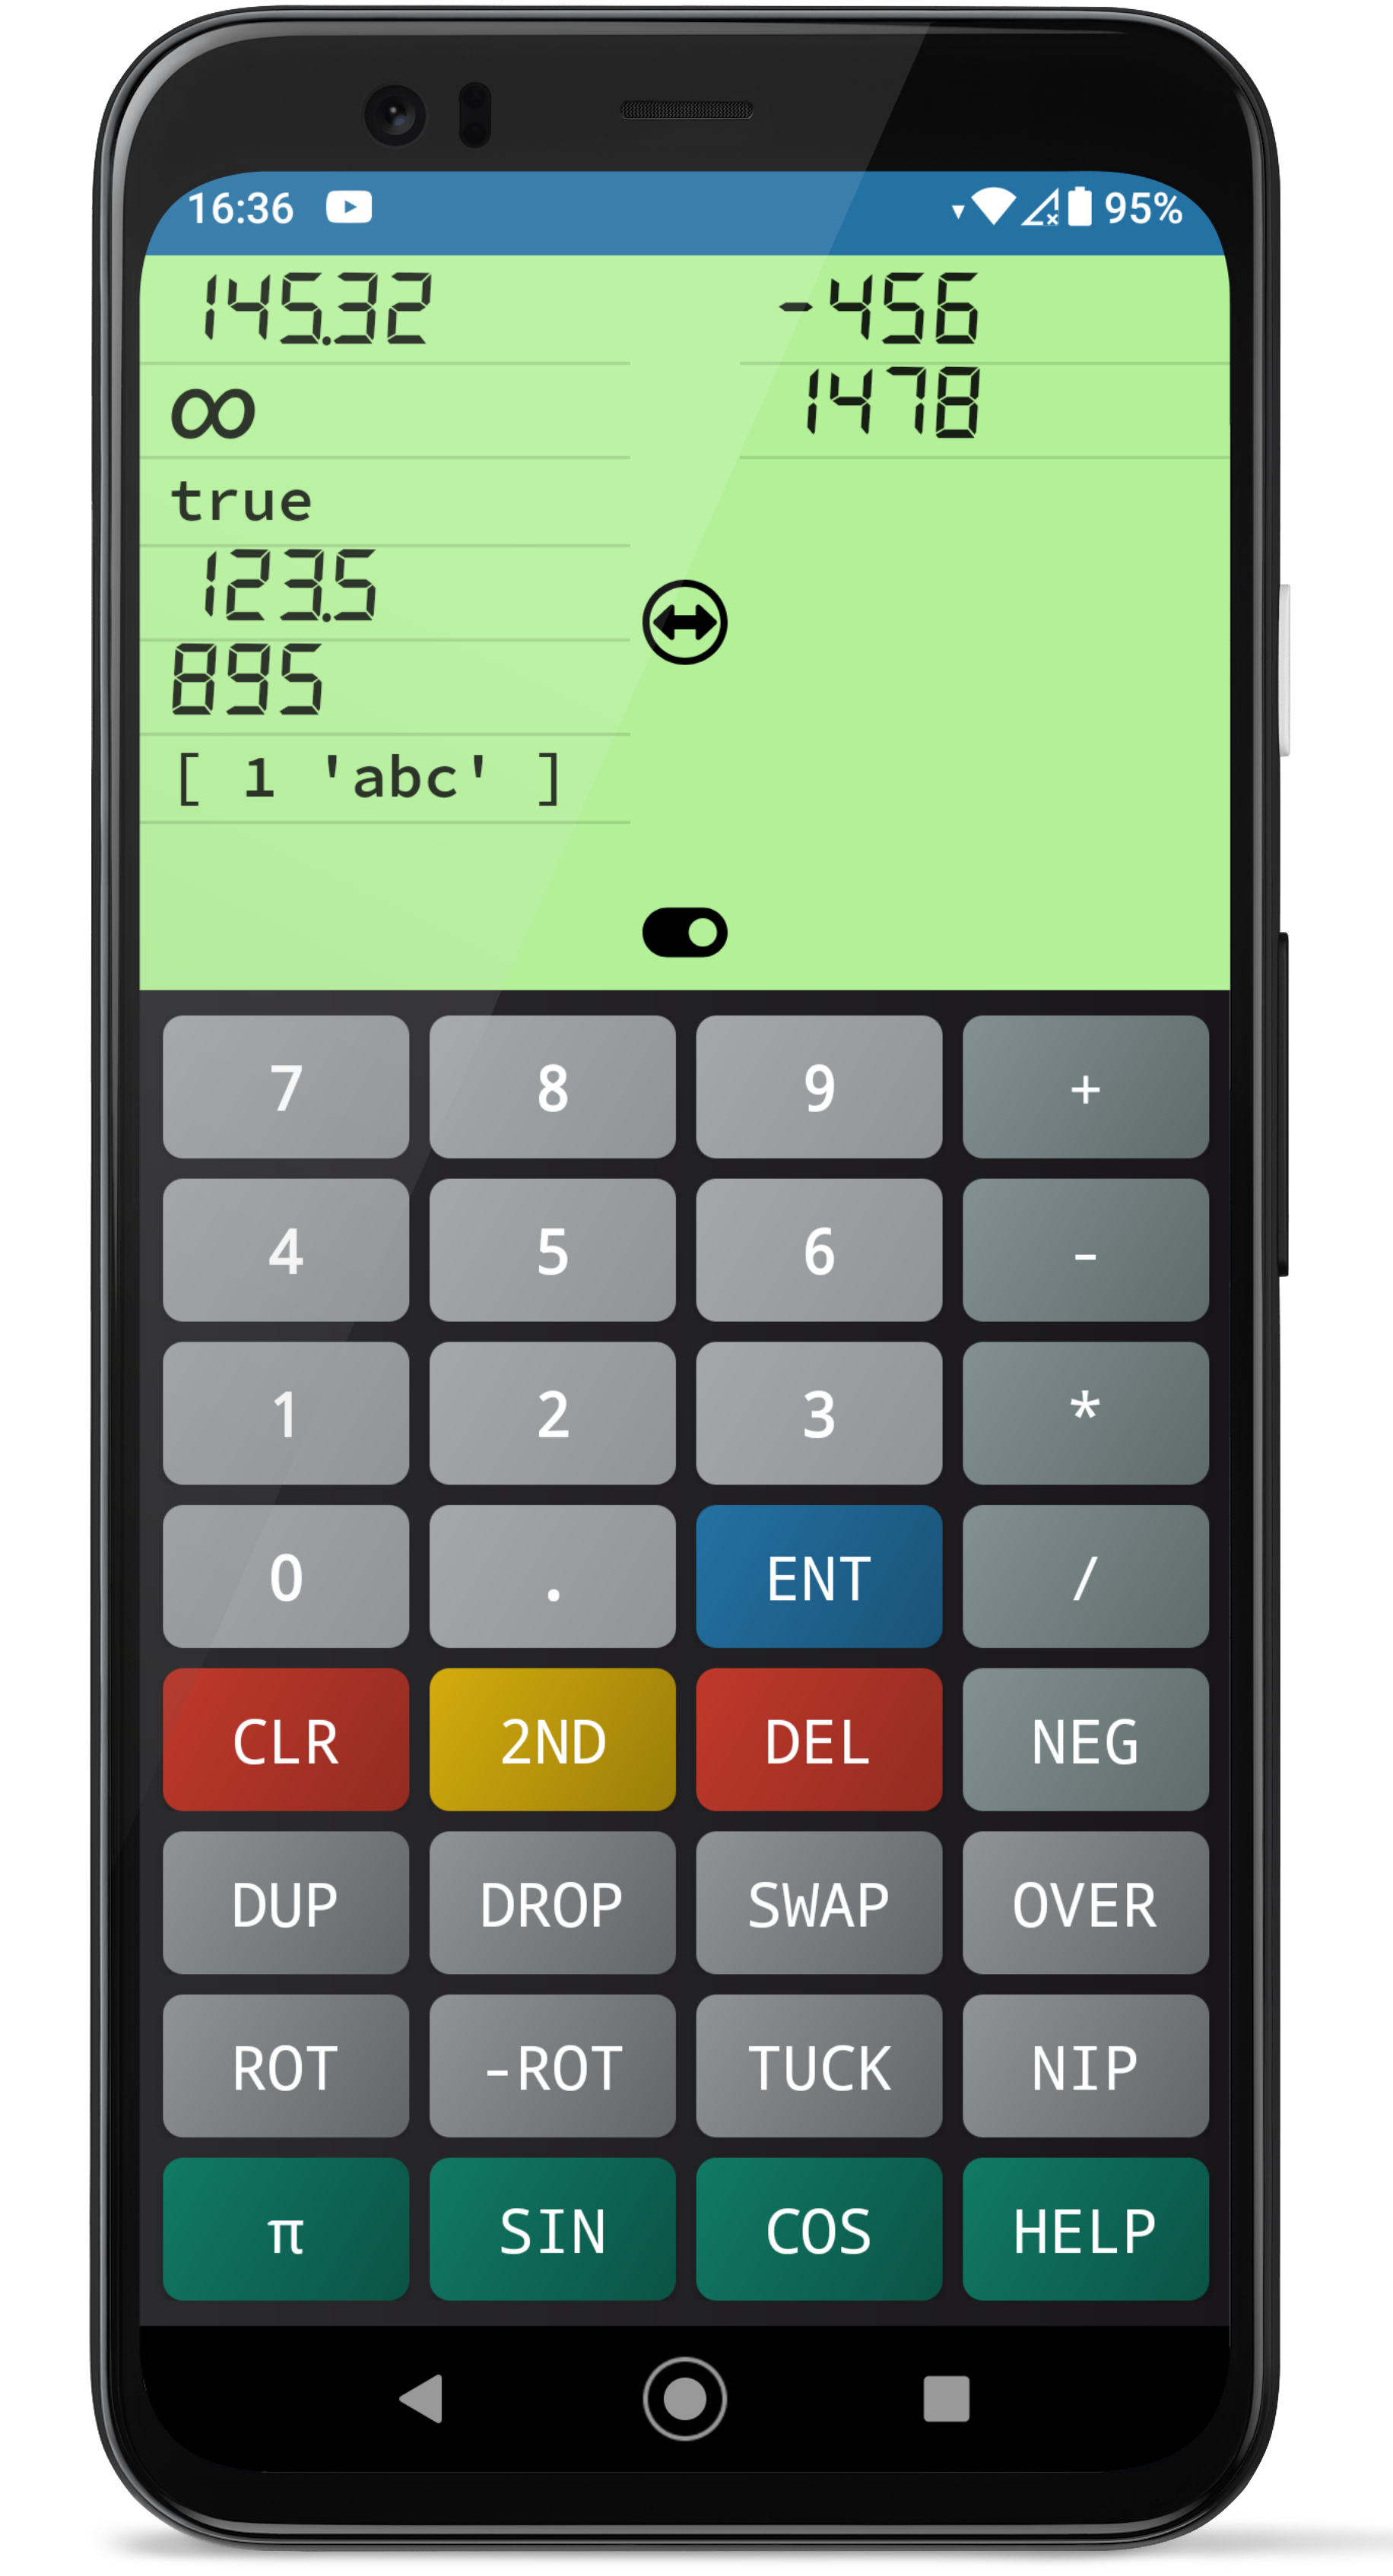 16:36 95%
145.32 -456
∞ 1478
true
123.5
895
[ 1 'abc' ]
7 8 9 +
4 5 6 -
1 2 3 *
0 . ENT /
CLR 2ND DEL NEG
DUP DROP SWAP OVER
ROT -ROT TUCK NIP
π SIN COS HELP